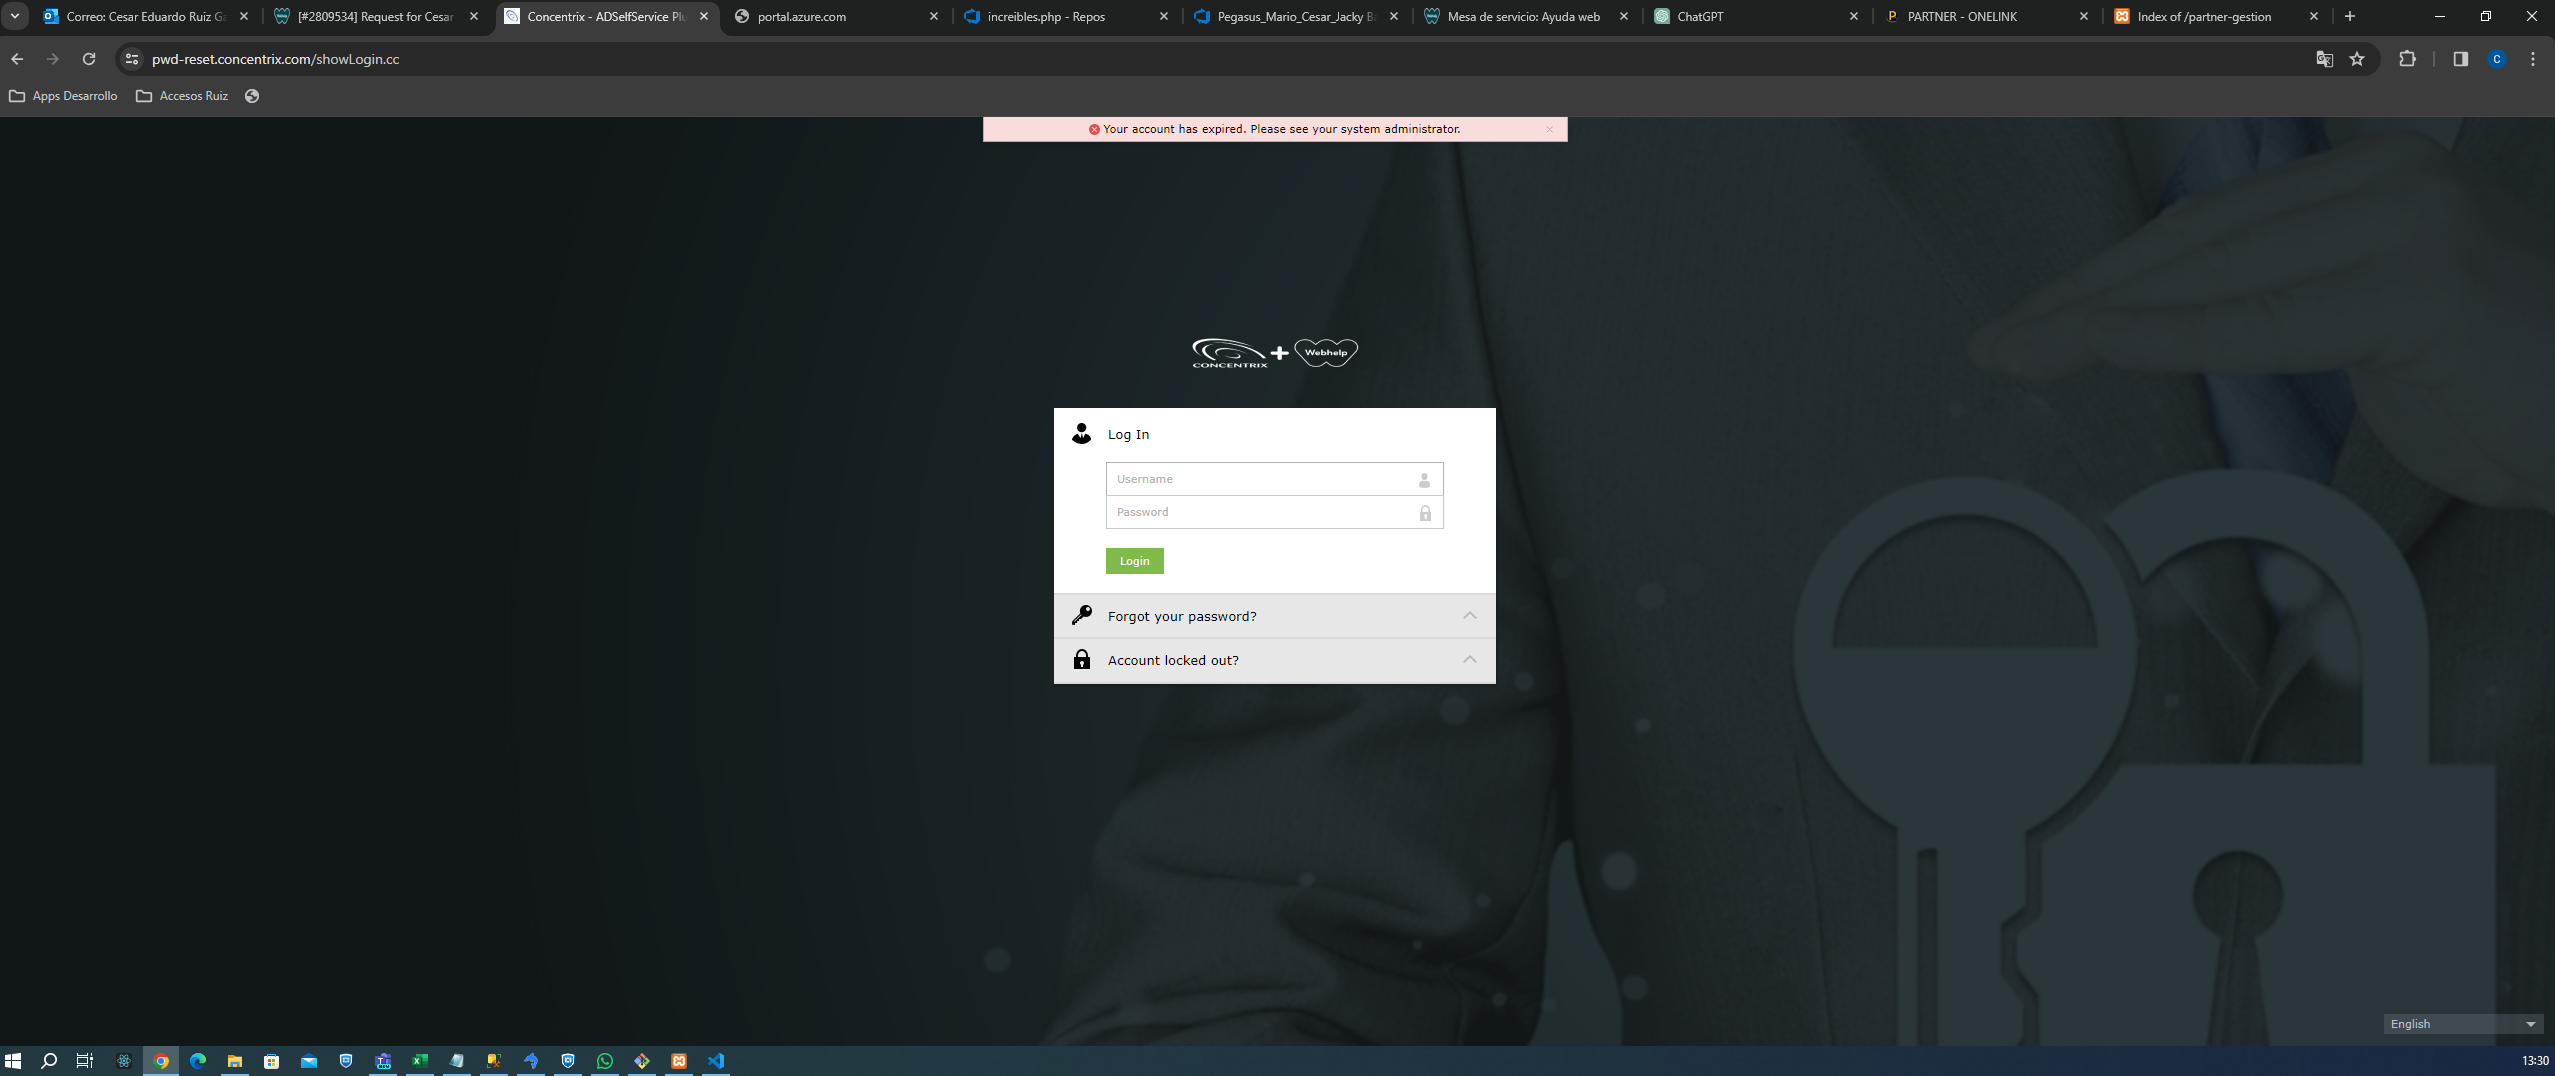 Correo: Cesar Eduardo Ruiz Ga
[#2809534] Request for Cesar
Concentrix - ADSelfService Plu
portal.azure.com
increibles.php - Repos
Pegasus_Mario_Cesar_Jacky Ba
Mesa de servicio: Ayuda web
ChatGPT
PARTNER - ONELINK
Index of /partner-gestion
pwd-reset.concentrix.com/showLogin.cc
C
Apps Desarrollo
Accesos Ruiz
Your account has expired. Please see your system administrator.
CONCENTRIX + Webhelp
Log In
Username
Password
Login
Forgot your password?
Account locked out?
English
13:30